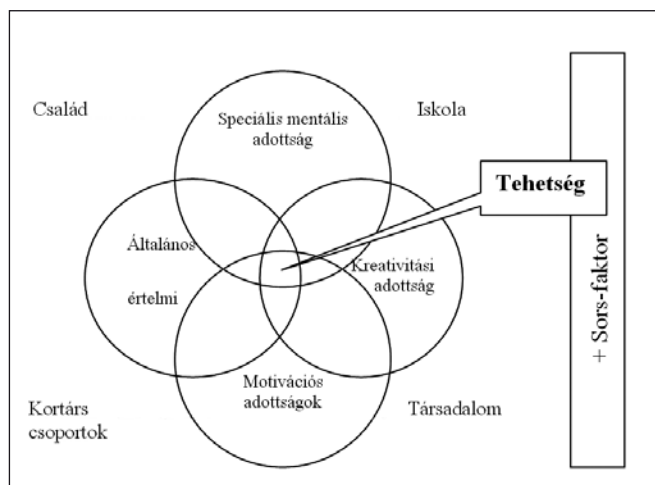 Család
Speciális mentális
adottság
Iskola
Tehetség
Általános
értelmi
Kreativitási
adottság
Motivációs
adottságok
Kortárs
csoportok
Társadalom
+ Sors-faktor